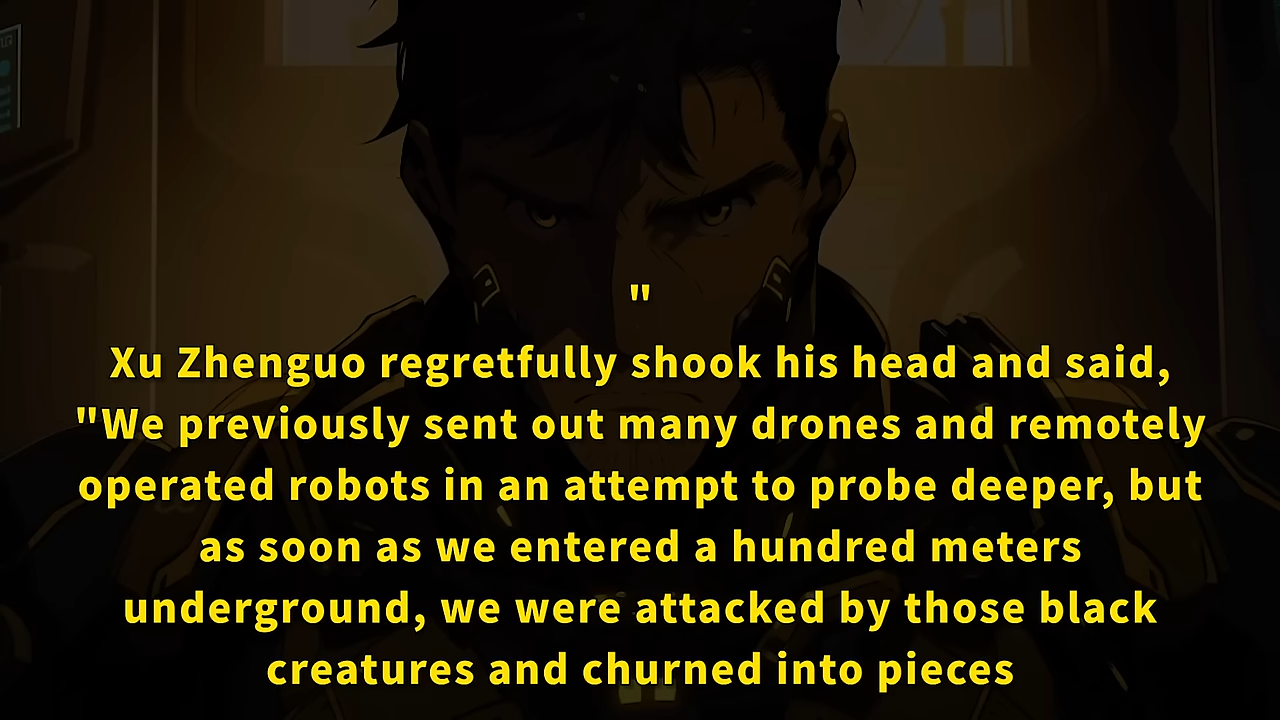 "
Xu Zhenguo regretfully shook his head and said,
"We previously sent out many drones and remotely
operated robots in an attempt to probe deeper, but
as soon as we entered a hundred meters
underground, we were attacked by those black
creatures and churned into pieces